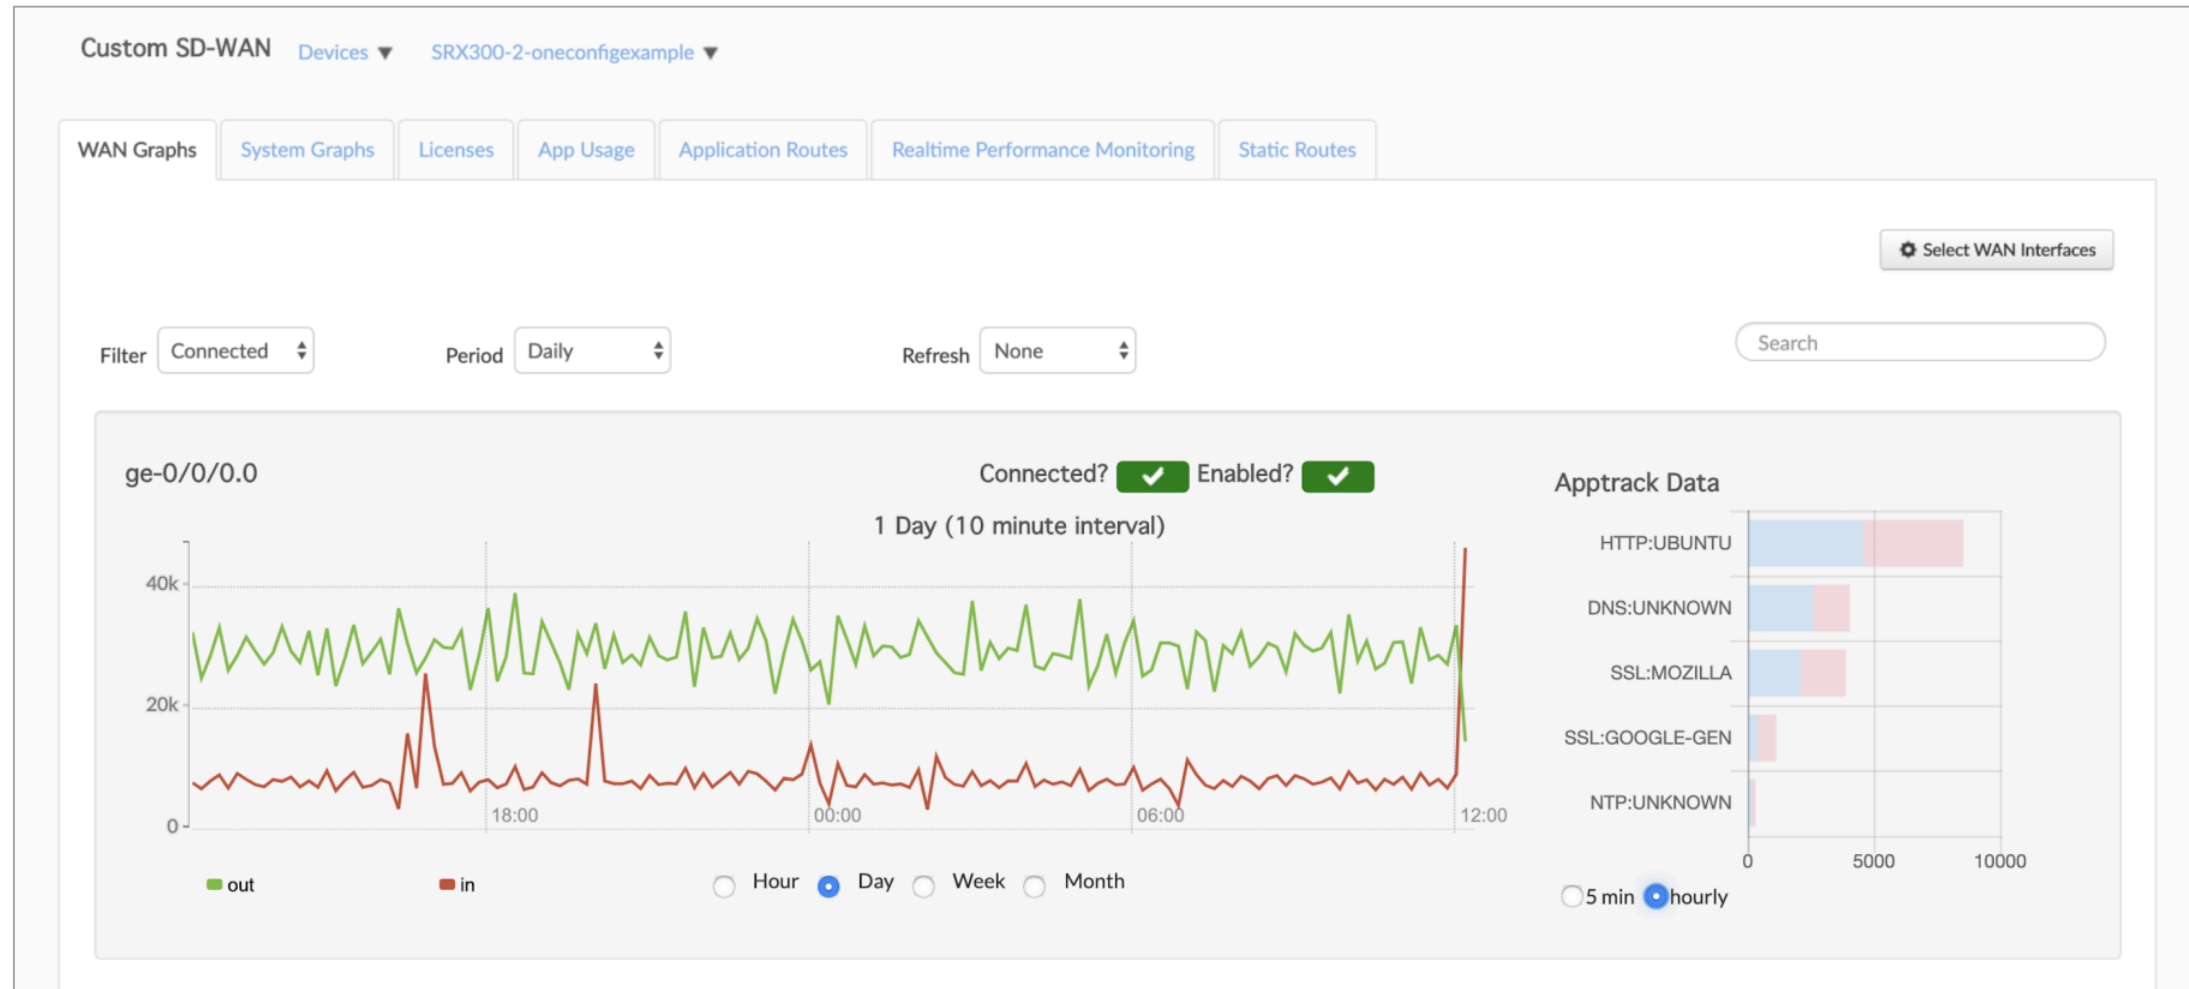 Custom SD-WAN Devices ▼ SRX300-2-oneconfigexample ▼
WAN Graphs System Graphs Licenses App Usage Application Routes Realtime Performance Monitoring Static Routes
Select WAN Interfaces
Filter Connected Period Daily Refresh None Search
ge-0/0/0.0 Connected? Enabled?
1 Day (10 minute interval)
40k
20k
0
18:00 00:00 06:00 12:00
out in Hour Day Week Month
Apptrack Data
HTTP:UBUNTU
DNS:UNKNOWN
SSL:MOZILLA
SSL:GOOGLE-GEN
NTP:UNKNOWN
0 5000 10000
5 min hourly